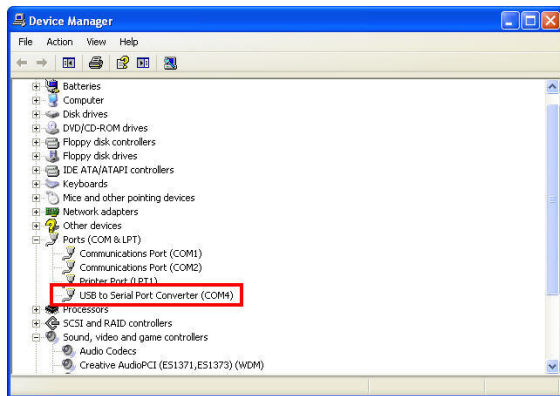 Device Manager
File Action View Help
Batteries
Computer
Disk drives
DVD/CD-ROM drives
Floppy disk controllers
Floppy disk drives
IDE ATA/ATAPI controllers
Keyboards
Mice and other pointing devices
Network adapters
Other devices
Ports (COM & LPT)
Communications Port (COM1)
Communications Port (COM2)
Printer Port (LPT1)
USB to Serial Port Converter (COM4)
Processors
SCSI and RAID controllers
Sound, video and game controllers
Audio Codecs
Creative AudioPCI (ES1371,ES1373) (WDM)